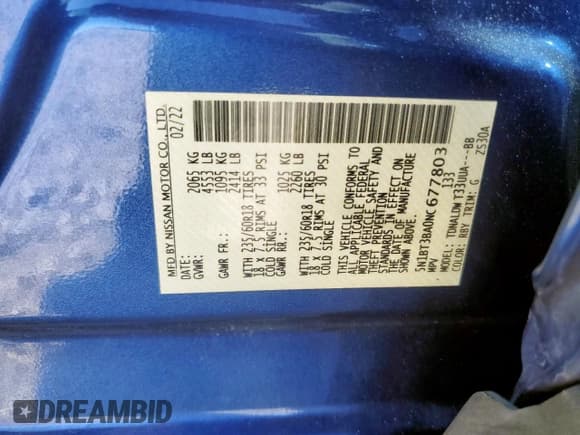 MFD BY NISSAN MOTOR CO., LTD.
DATE: 02/22
GVWR: 2065 KG
4553 LB
GAWR FR.: 1095 KG
2414 LB
WITH 235/60R18 TIRES
18 x 7.5 RIMS AT 33 PSI
COLD SINGLE
GAWR RR.: 1025 KG
2260 LB
WITH 235/60R18 TIRES
18 x 7.5 RIMS AT 30 PSI
COLD SINGLE
THIS VEHICLE CONFORMS TO
ALL APPLICABLE FEDERAL
MOTOR VEHICLE SAFETY AND
THEFT PREVENTION
STANDARDS IN EFFECT ON
THE DATE OF MANUFACTURE
SHOWN ABOVE.
5N1BT3BA0NC677803
MPV T33
MODEL: TDNALDW T33UUA---BB
COLOR: RBY TRIM: G ZS30A
DREAMBID